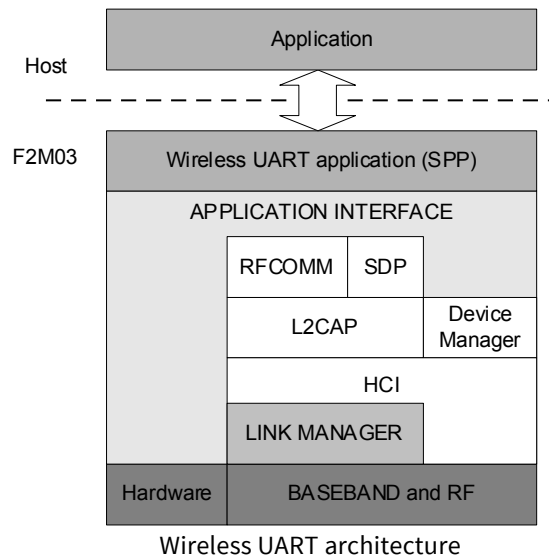 Application
Host
F2M03
Wireless UART application (SPP)
APPLICATION INTERFACE
RFCOMM
SDP
L2CAP
Device
Manager
HCI
LINK MANAGER
Hardware
BASEBAND and RF
Wireless UART architecture